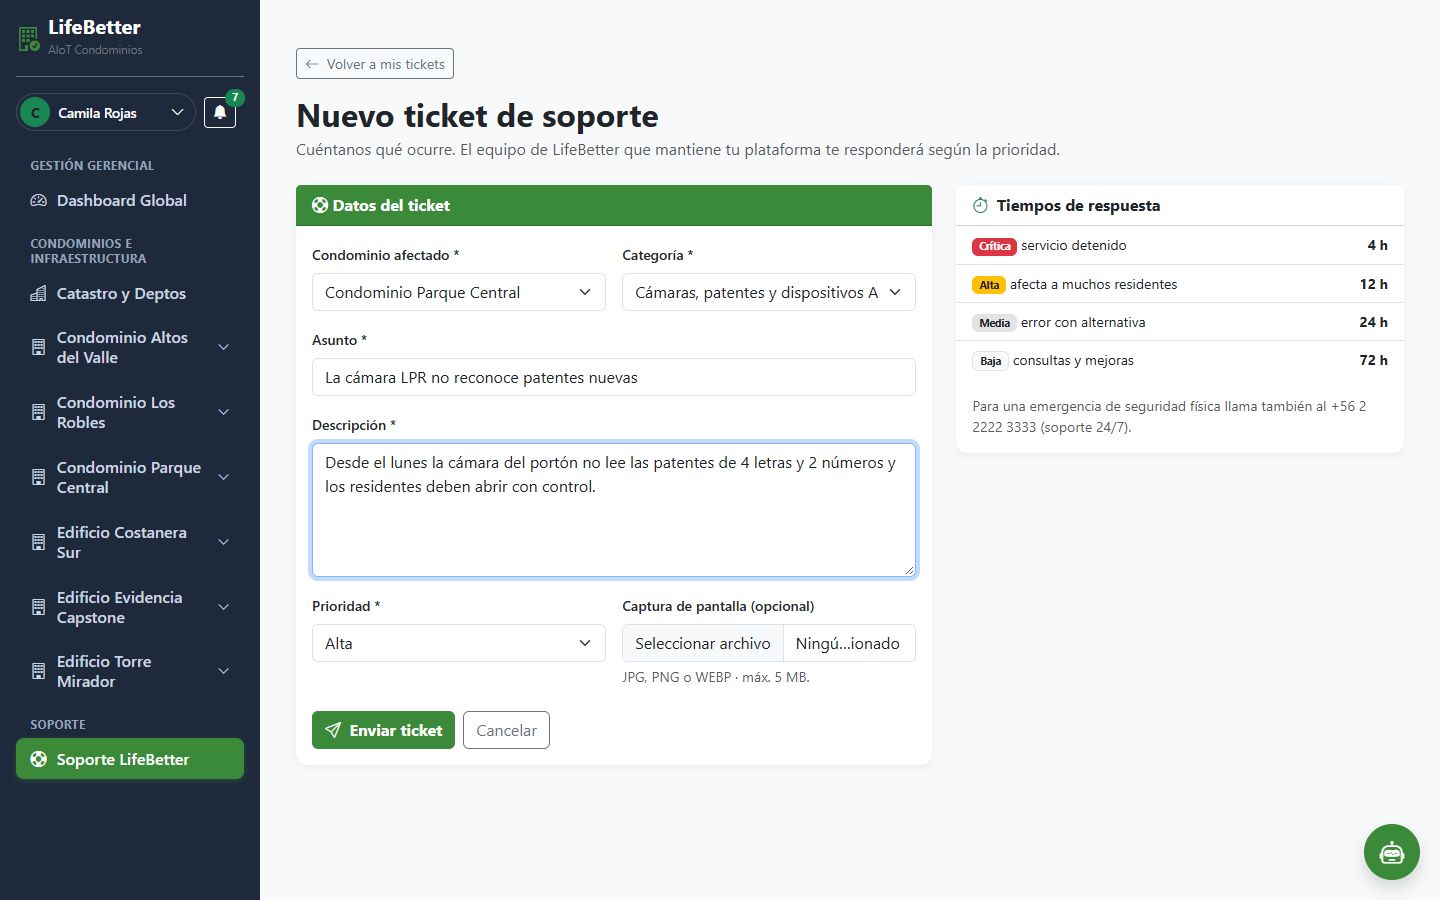 LifeBetter
AIoT Condominios
C
Camila Rojas
7
GESTIÓN GERENCIAL
Dashboard Global
CONDOMINIOS E
INFRAESTRUCTURA
Catastro y Deptos
Condominio Altos
del Valle
Condominio Los
Robles
Condominio Parque
Central
Edificio Costanera
Sur
Edificio Evidencia
Capstone
Edificio Torre
Mirador
SOPORTE
Soporte LifeBetter
Volver a mis tickets
Nuevo ticket de soporte
Cuéntanos qué ocurre. El equipo de LifeBetter que mantiene tu plataforma te responderá según la prioridad.
Datos del ticket
Condominio afectado *
Categoría *
Condominio Parque Central
Cámaras, patentes y dispositivos A
Asunto *
La cámara LPR no reconoce patentes nuevas
Descripción *
Desde el lunes la cámara del portón no lee las patentes de 4 letras y 2 números y
los residentes deben abrir con control.
Prioridad *
Captura de pantalla (opcional)
Alta
Seleccionar archivo
Ningú...ionado
JPG, PNG o WEBP · máx. 5 MB.
Enviar ticket
Cancelar
Tiempos de respuesta
Crítica servicio detenido 4 h
Alta afecta a muchos residentes 12 h
Media error con alternativa 24 h
Baja consultas y mejoras 72 h
Para una emergencia de seguridad física llama también al +56 2
2222 3333 (soporte 24/7).